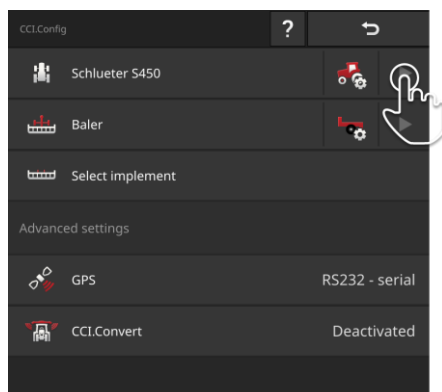 CCI.Config ?
Schlueter S450
Baler
Select implement
Advanced settings
GPS RS232 - serial
CCI.Convert Deactivated